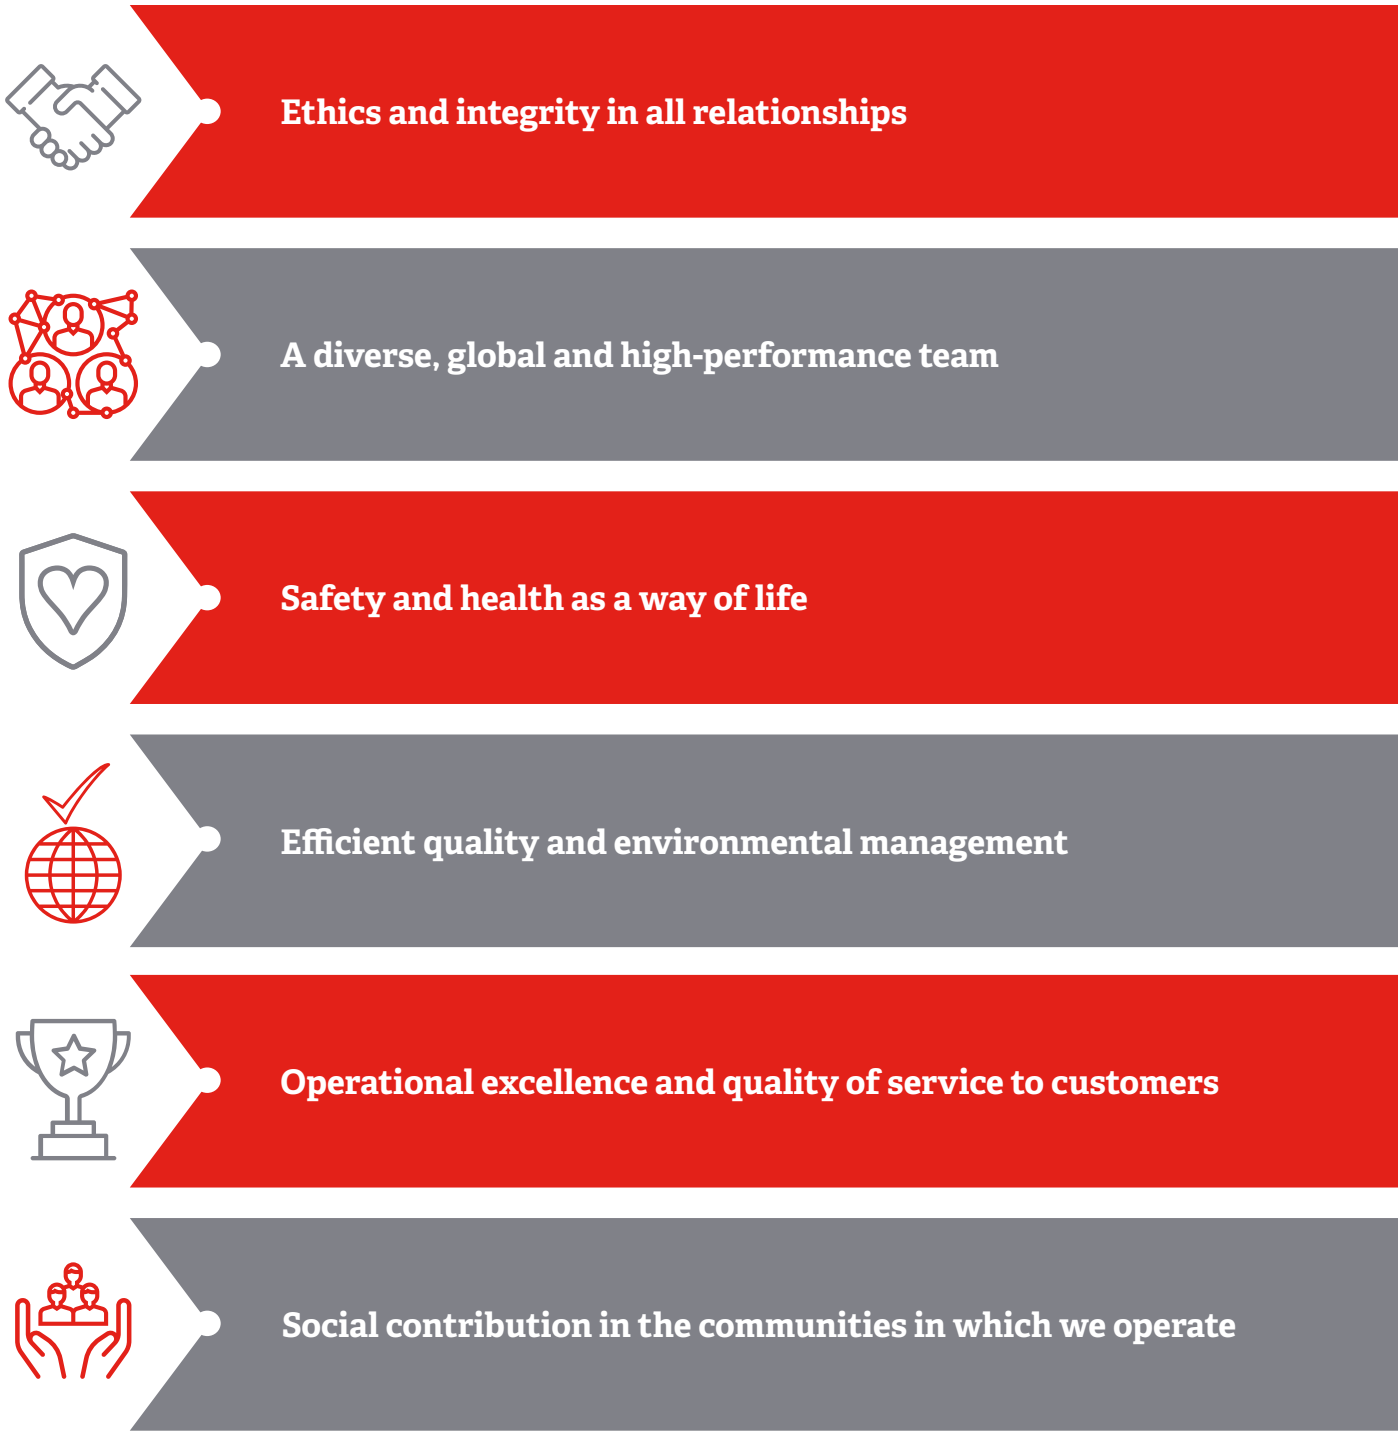 Ethics and integrity in all relationships
A diverse, global and high-performance team
Safety and health as a way of life
Efficient quality and environmental management
Operational excellence and quality of service to customers
Social contribution in the communities in which we operate